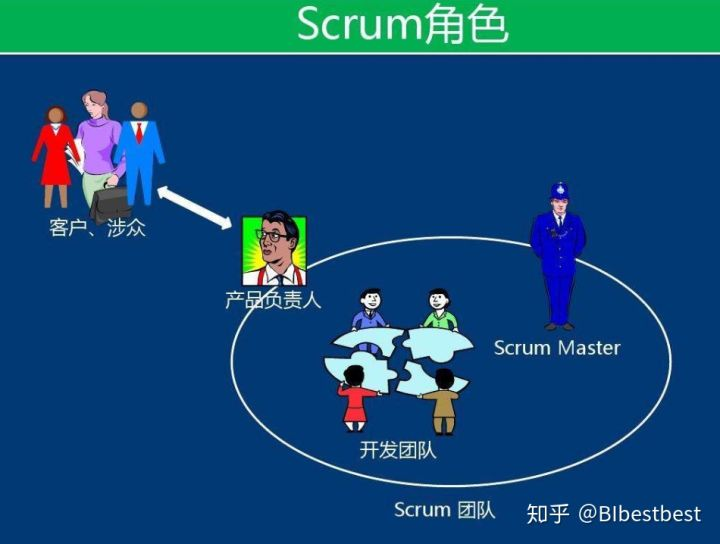 Scrum角色
客户、涉众
产品负责人
Scrum Master
开发团队
Scrum 团队
知乎 @BIbestbest